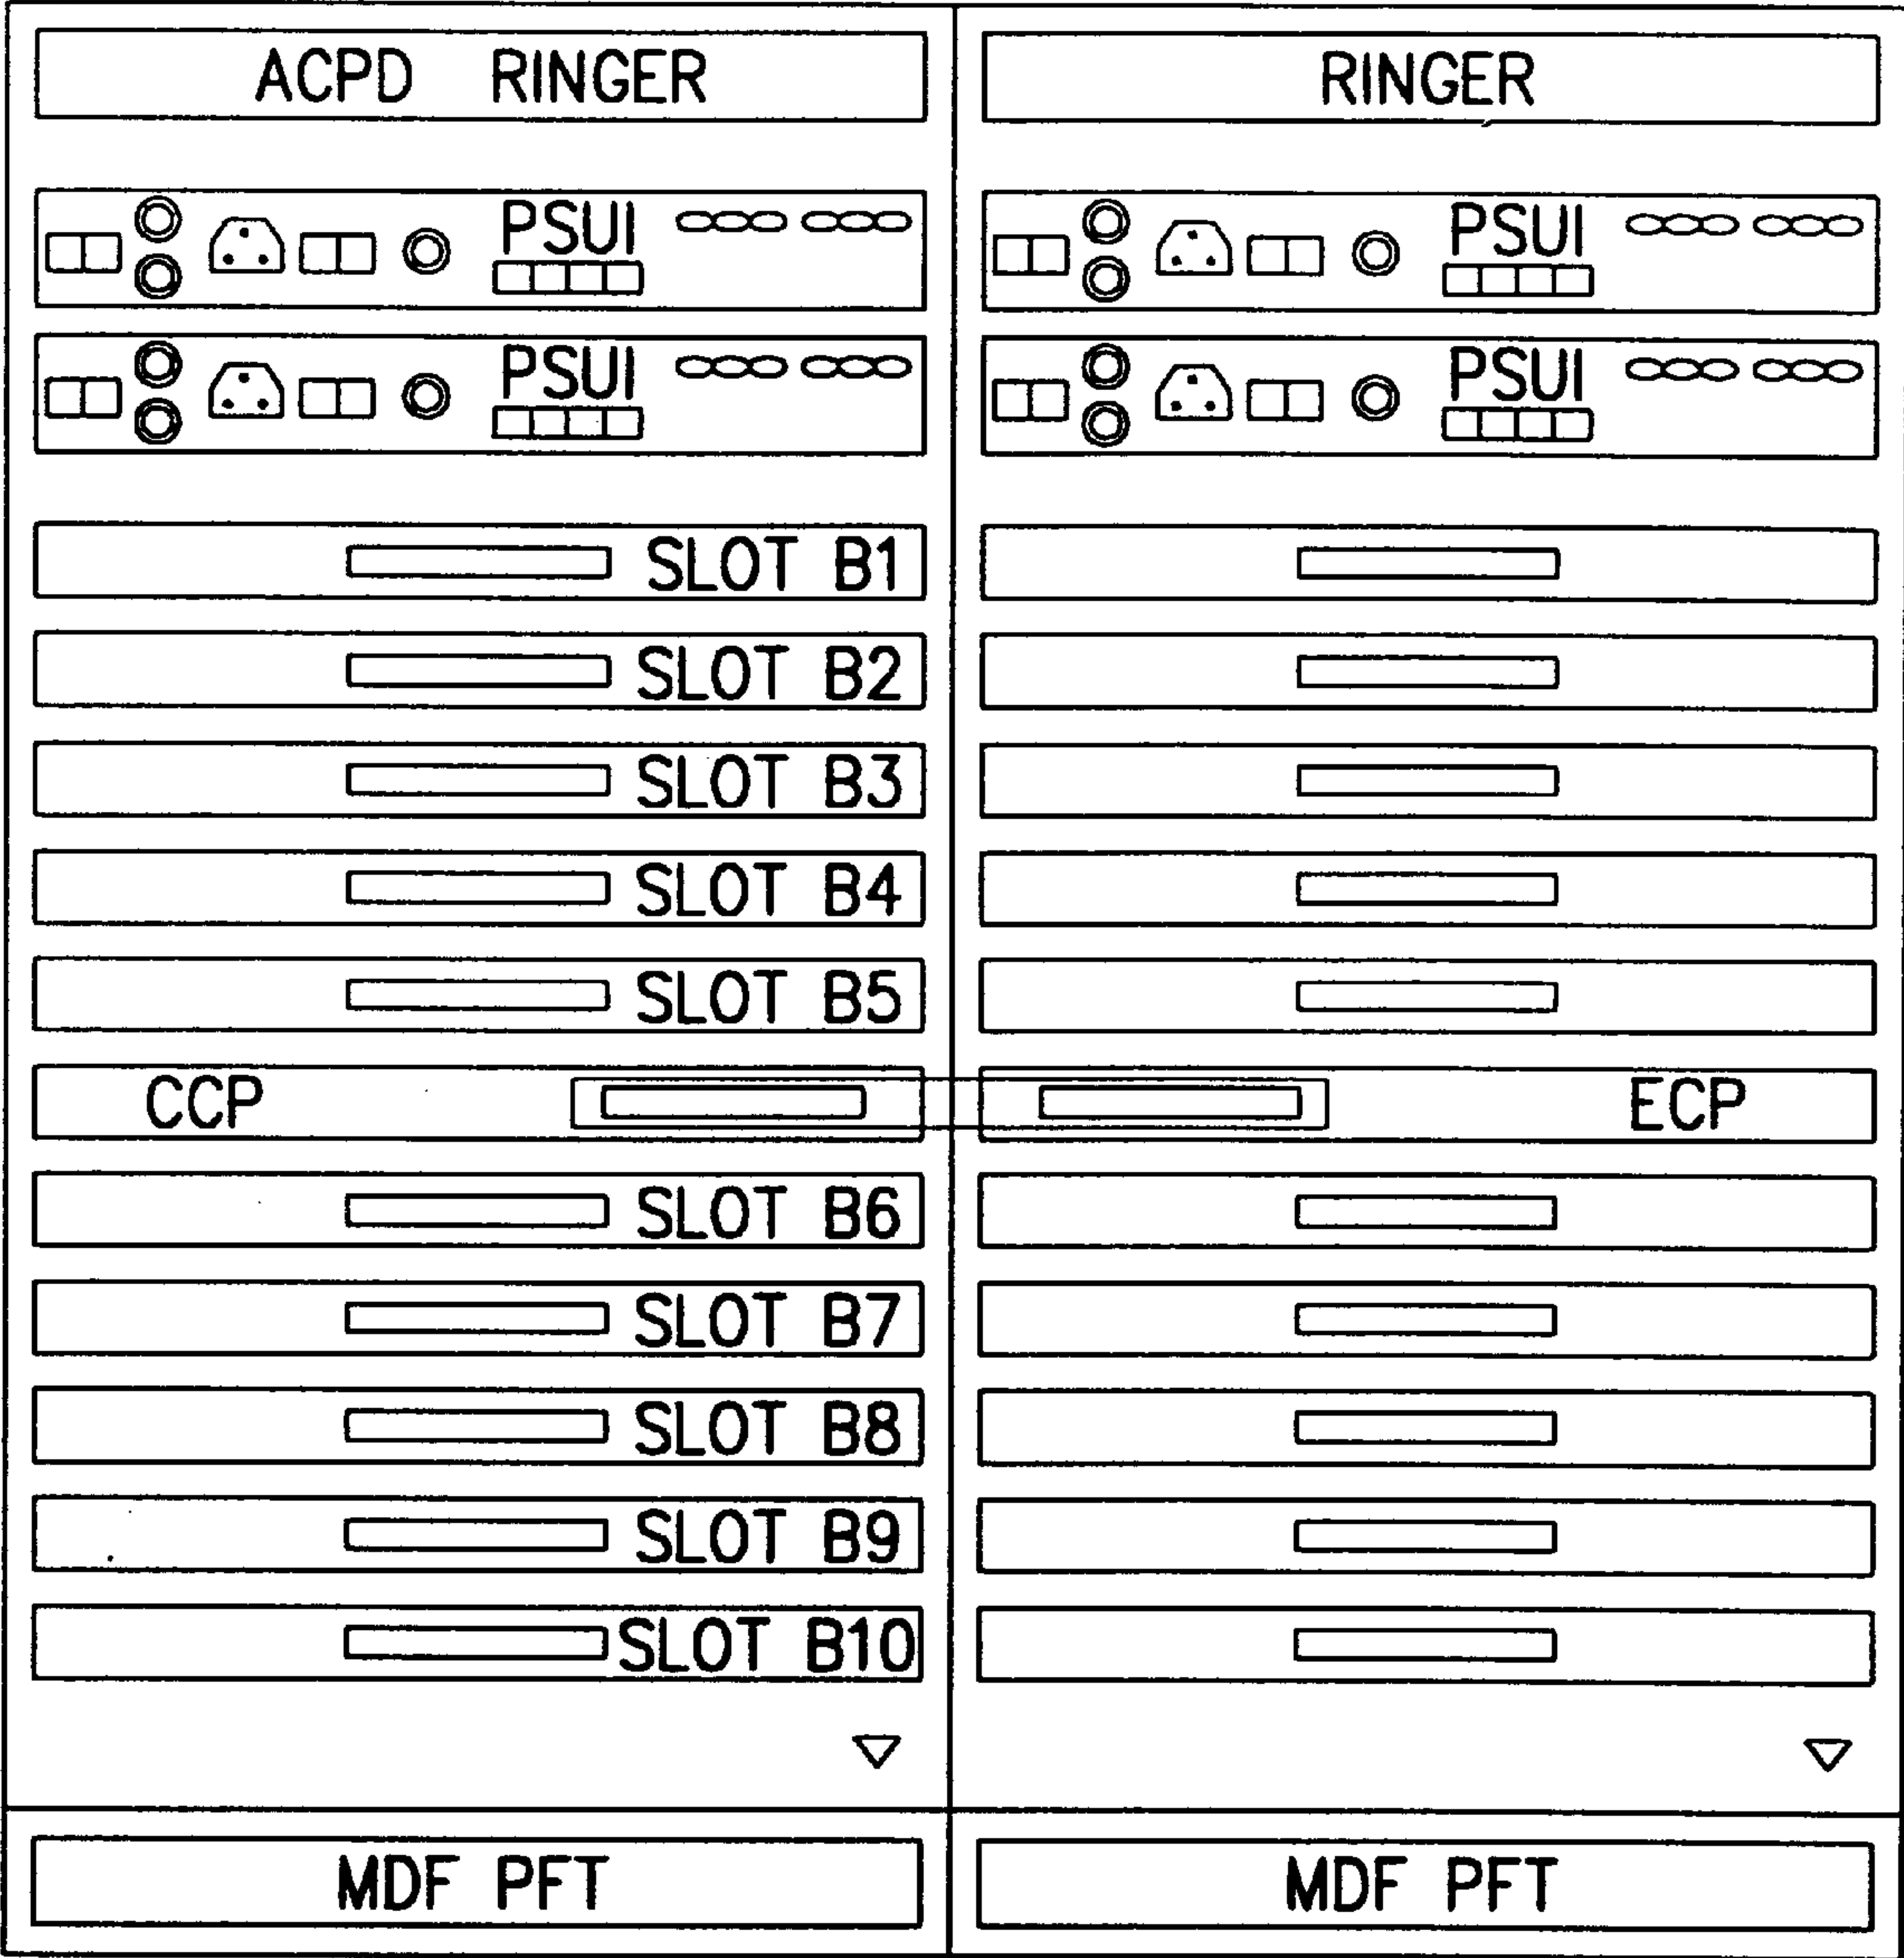 ACPD RINGER
RINGER
PSUI
PSUI
PSUI
PSUI
SLOT B1
SLOT B2
SLOT B3
SLOT B4
SLOT B5
CCP
ECP
SLOT B6
SLOT B7
SLOT B8
SLOT B9
SLOT B10
MDF PFT
MDF PFT